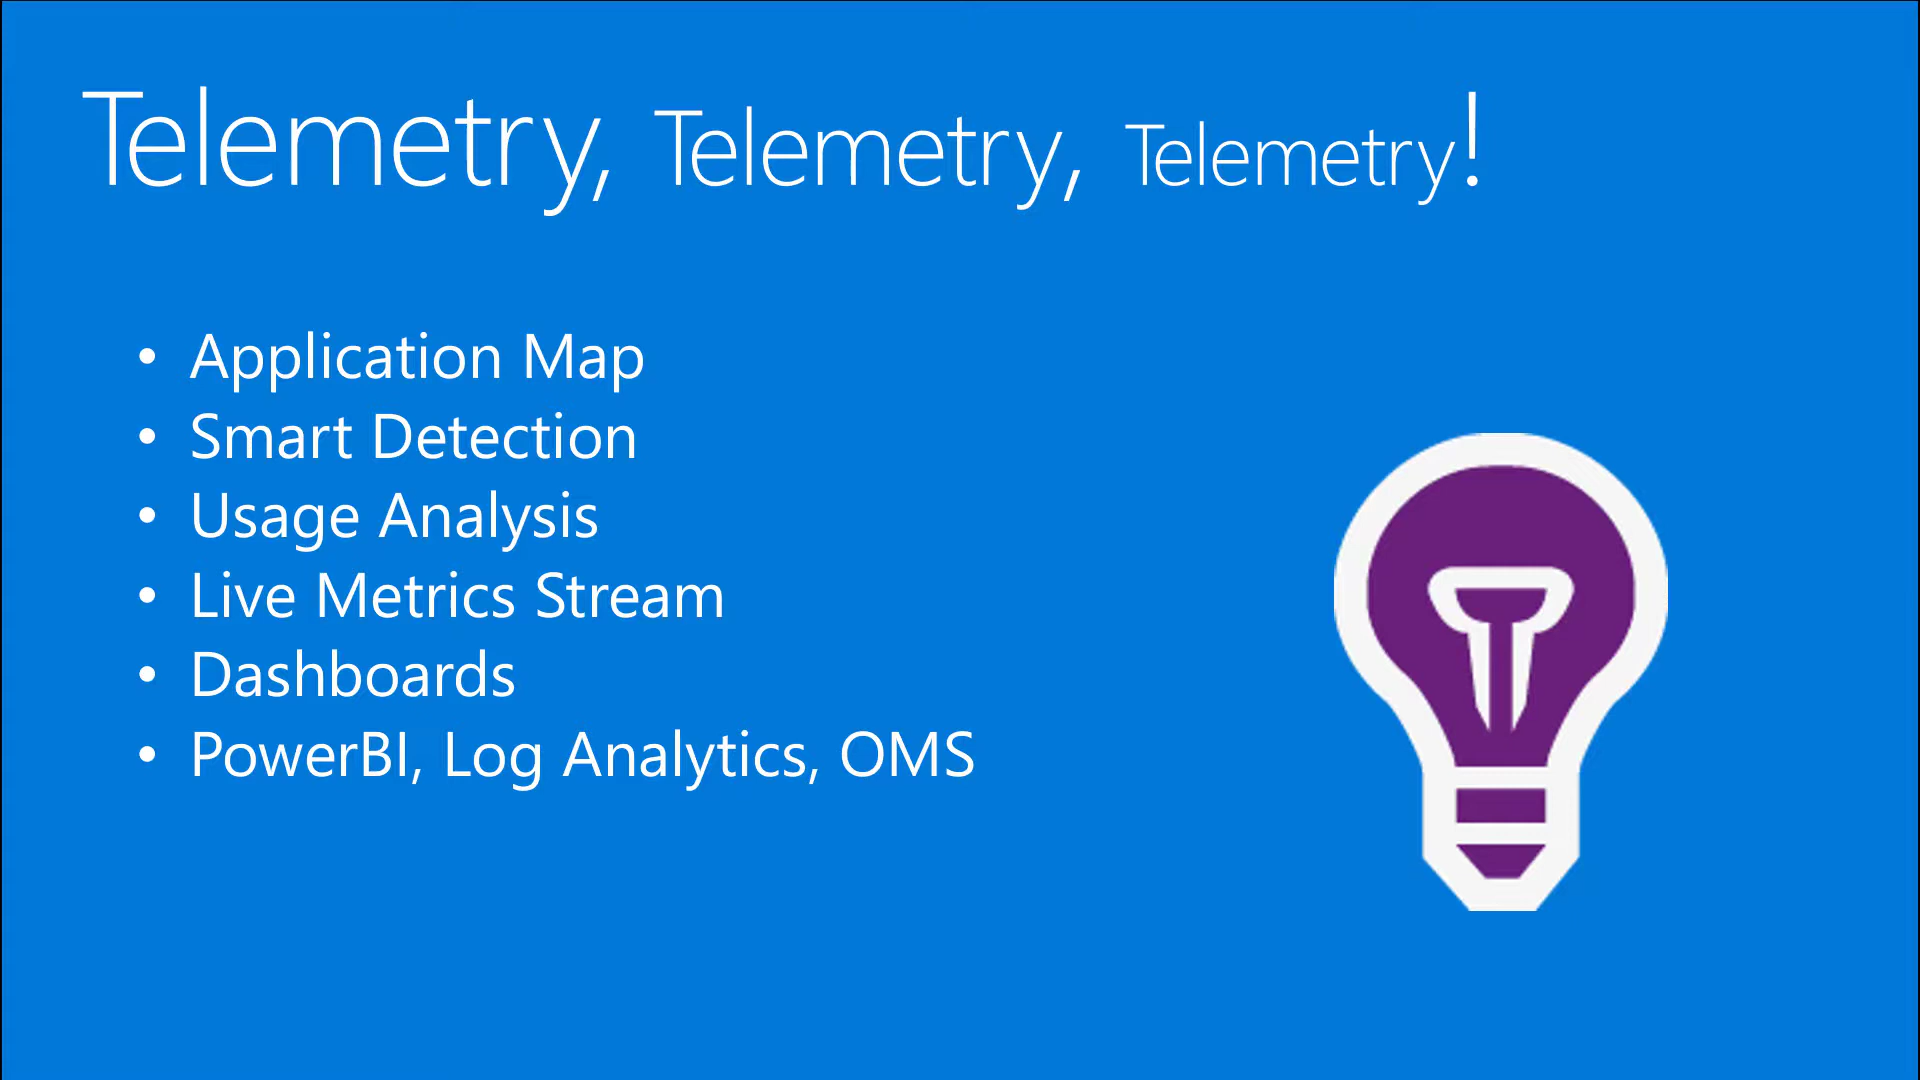 Telemetry, Telemetry, Telemetry!
• Application Map
• Smart Detection
• Usage Analysis
• Live Metrics Stream
• Dashboards
• PowerBI, Log Analytics, OMS